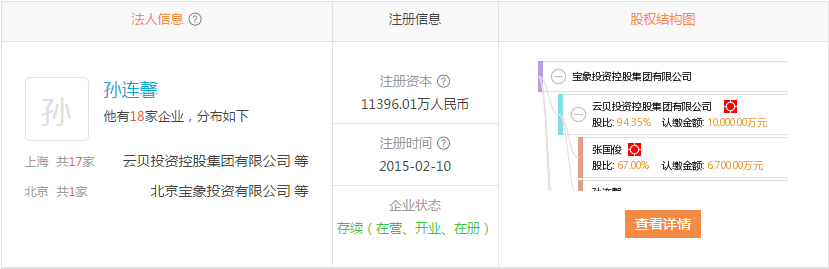 法人信息 ?
注册信息
股权结构图
孙
孙连馨
他有18家企业，分布如下
上海 共17家 云贝投资控股集团有限公司 等
北京 共1家 北京宝象投资有限公司 等
注册资本 ?
11396.01万人民币
注册时间 ?
2015-02-10
企业状态
存续（在营、开业、在册）
宝象投资控股集团有限公司
云贝投资控股集团有限公司
股比: 94.35% 认缴金额: 10,000.00万元
张国俊
股比: 67.00% 认缴金额: 6,700.00万元
查看详情